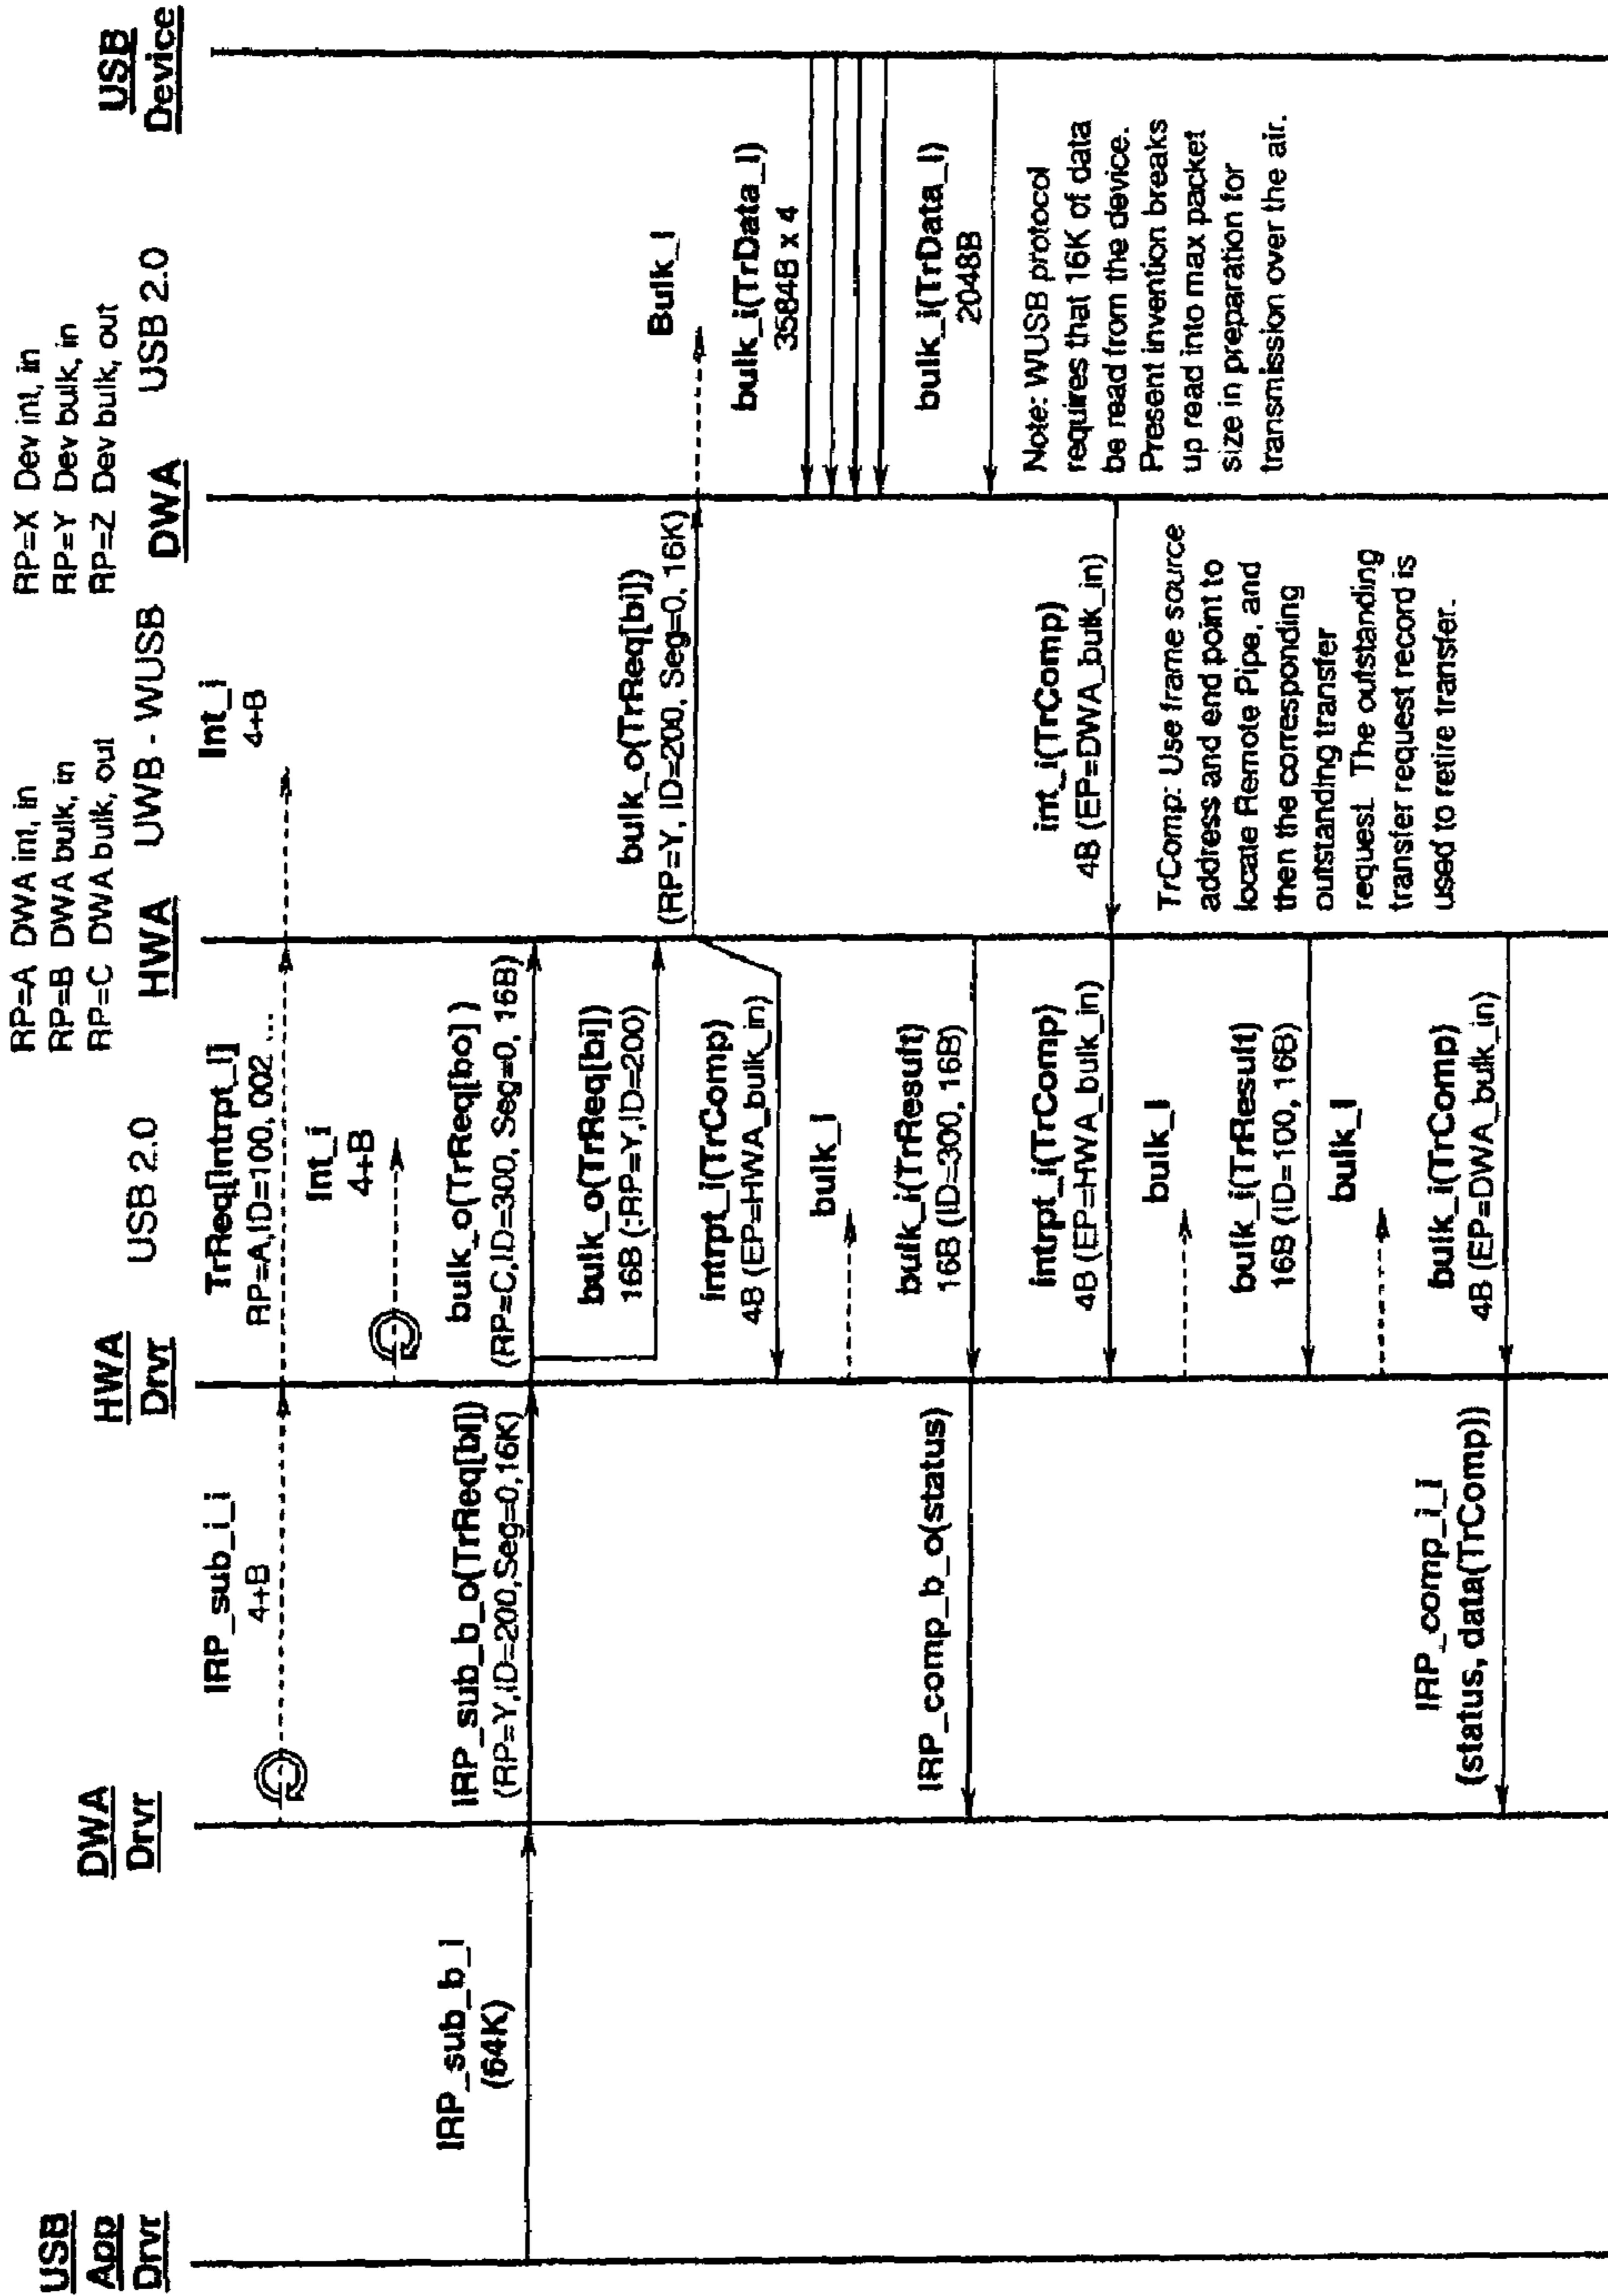 USB
App
Drvr
DWA
Drvr
HWA
Drvr
USB 2.0
RP=A DWA int, in
RP=B DWA bulk, in
RP=C DWA bulk, out
HWA
UWB - WUSB
RP=X Dev int, in
RP=Y Dev bulk, in
RP=Z Dev bulk, out
DWA
USB 2.0
USB
Device
IRP_sub_i_i
4+B
TrReq[Intrpt_I]
RP=A,ID=100, 002 ...
Int_i
4+B
Int_i
4+B
IRP_sub_b_i
(64K)
IRP_sub_b_o(TrReq[bi])
(RP=Y,ID=200,Seg=0,16K)
bulk_o(TrReq[bo] )
(RP=C,ID=300, Seg=0, 16B)
bulk_o(TrReq[bi])
16B (:RP=Y,ID=200)
bulk_o(TrReq[bi])
(RP=Y, ID=200, Seg=0, 16K)
Bulk_I
intrpt_i(TrComp)
4B (EP=HWA_bulk_in)
bulk_i(TrData_I)
3584B x 4
bulk_I
IRP_comp_b_o(status)
bulk_i(TrResult)
16B (ID=300, 16B)
bulk_i(TrData_I)
2048B
Note: WUSB protocol
requires that 16K of data
be read from the device.
Present invention breaks
up read into max packet
size in preparation for
transmission over the air.
intrpt_i(TrComp)
4B (EP=HWA_bulk_in)
int_i(TrComp)
4B (EP=DWA_bulk_in)
TrComp: Use frame source
address and end point to
locate Remote Pipe, and
then the corresponding
outstanding transfer
request. The outstanding
transfer request record is
used to retire transfer.
bulk_I
bulk_i(TrResult)
16B (ID=100, 16B)
bulk_I
IRP_comp_i_I
(status, data(TrComp))
bulk_i(TrComp)
4B (EP=DWA_bulk_in)